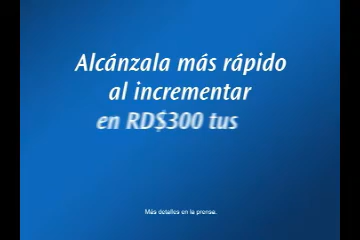 Alcánzala más rápido
al incrementar
en RD$300 tus
Más detalles en la prensa.